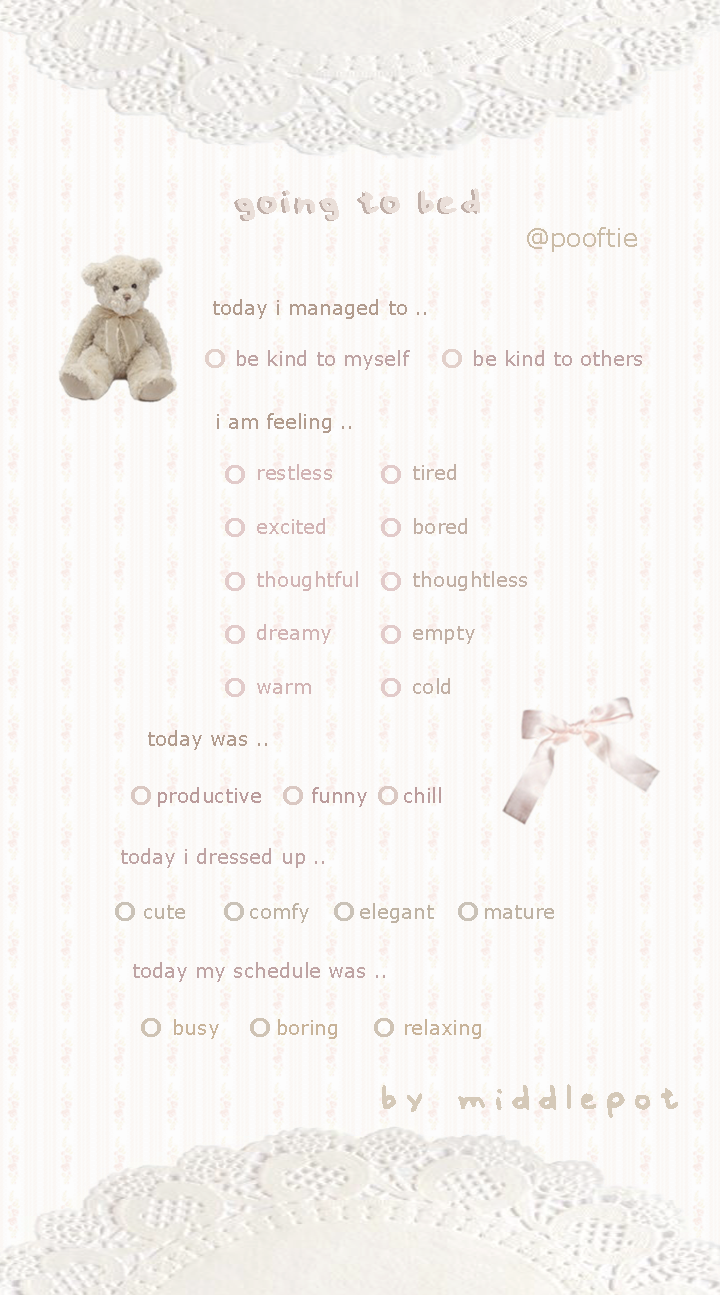 going to bed
@pooftie
today i managed to ..
be kind to myself be kind to others
i am feeling ..
restless tired
excited bored
thoughtful thoughtless
dreamy empty
warm cold
today was ..
productive funny chill
today i dressed up ..
cute comfy elegant mature
today my schedule was ..
busy boring relaxing
by middlepot